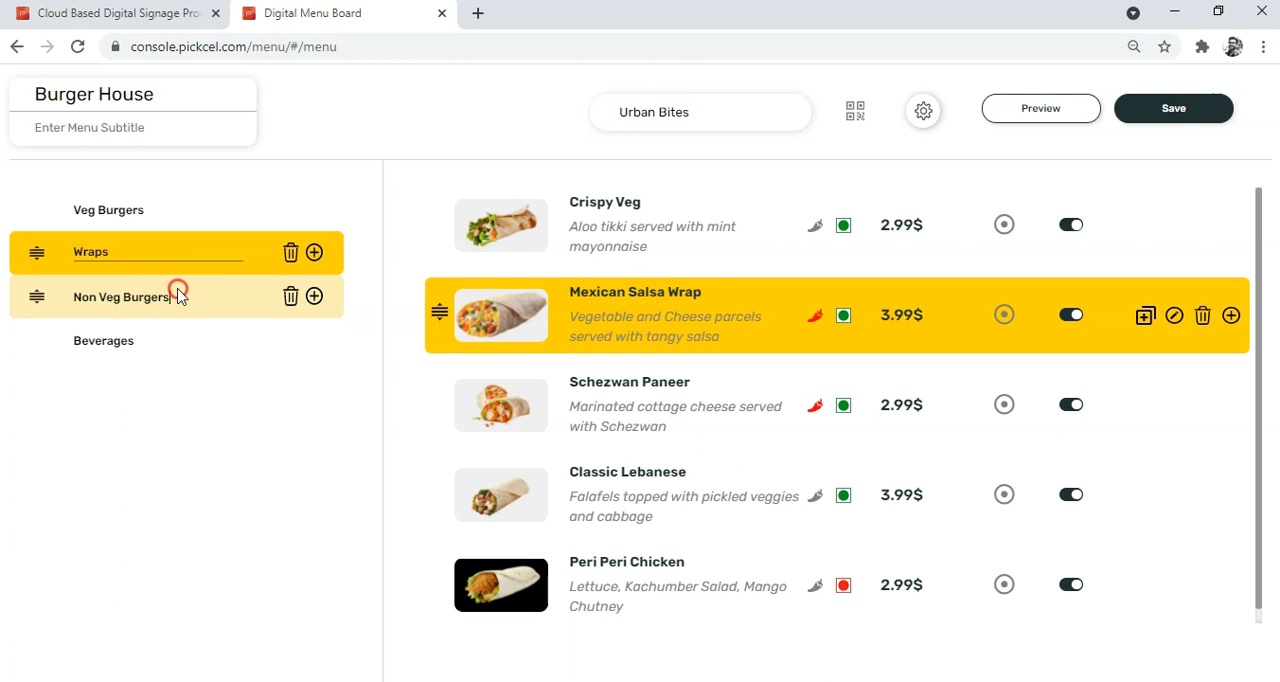 Cloud Based Digital Signage Pro
Digital Menu Board
console.pickcel.com/menu/#/menu
Burger House
Enter Menu Subtitle
Urban Bites
Preview
Save
Veg Burgers
Wraps
Non Veg Burgers
Beverages
Crispy Veg
Aloo tikki served with mint
mayonnaise
2.99$
Mexican Salsa Wrap
Vegetable and Cheese parcels
served with tangy salsa
3.99$
Schezwan Paneer
Marinated cottage cheese served
with Schezwan
2.99$
Classic Lebanese
Falafels topped with pickled veggies
and cabbage
3.99$
Peri Peri Chicken
Lettuce, Kachumber Salad, Mango
Chutney
2.99$